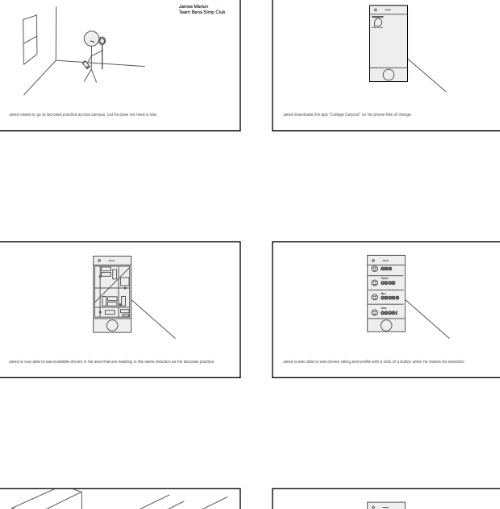 James Marion
Team Bans Simp Club
Jared needs to go to lacrosse practice across campus, but he does not have a ride.
Jared downloads the app "College Carpool" on his phone free of charge.
Jared is now able to see available drivers in his area that are heading in the same direction as his lacrosse practice.
Jared is also able to see drivers rating and profile with a click of a button when he makes his selection.